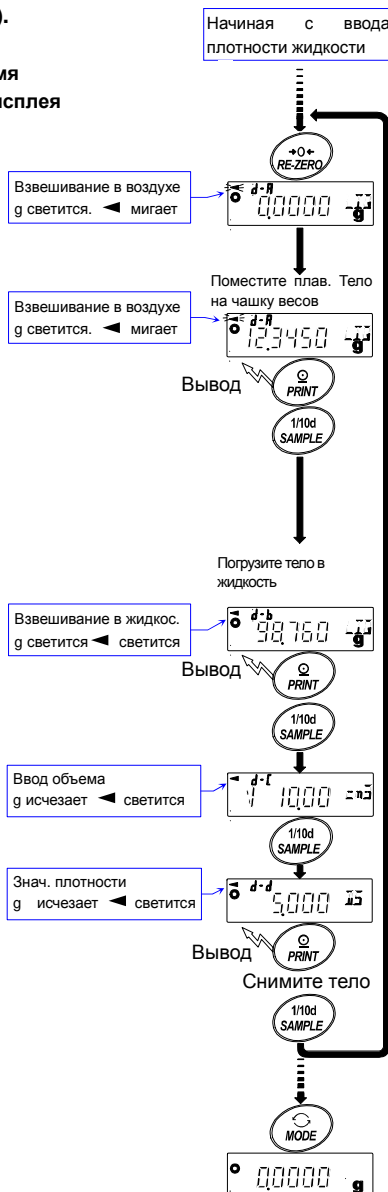 ).
Начиная с ввода
плотности жидкости
мя
сплея
→0←
RE-ZERO
Взвешивание в воздухе
g светится. ◄ мигает
d-A
0.0000 g
Поместите плав. Тело
на чашку весов
Взвешивание в воздухе
g светится. ◄ мигает
d-A
12.3450 g
Вывод
PRINT
1/10d
SAMPLE
Погрузите тело в
жидкость
Взвешивание в жидкос.
g светится ◄ светится
d-b
98.760 g
Вывод
PRINT
1/10d
SAMPLE
Ввод объема
g исчезает ◄ светится
d-C
10.00
1/10d
SAMPLE
Знач. плотности
g исчезает ◄ светится
d-d
5.000
Вывод
PRINT
Снимите тело
1/10d
SAMPLE
MODE
0.0000 g